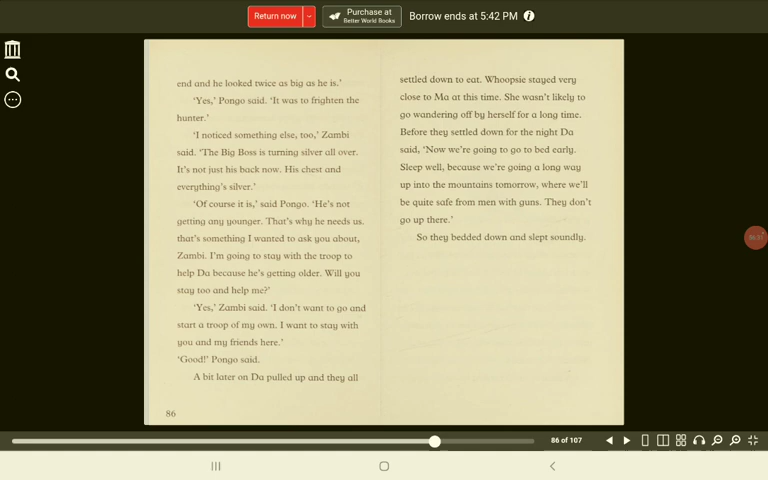 Return now
Purchase at
Better World Books
Borrow ends at 5:42 PM
end and he looked twice as big as he is.'
'Yes,' Pongo said. 'It was to frighten the
hunter.'
'I noticed something else, too,' Zambi
said. 'The Big Boss is turning silver all over.
It's not just his back now. His chest and
everything's silver.'
'Of course it is,' said Pongo. 'He's not
getting any younger. That's why he needs us.
that's something I wanted to ask you about,
Zambi. I'm going to stay with the troop to
help Da because he's getting older. Will you
stay too and help me?'
'Yes,' Zambi said. 'I don't want to go and
start a troop of my own. I want to stay with
you and my friends here.'
'Good!' Pongo said.
A bit later on Da pulled up and they all
86
settled down to eat. Whoopsie stayed very
close to Ma at this time. She wasn't likely to
go wandering off by herself for a long time.
Before they settled down for the night Da
said, 'Now we're going to go to bed early.
Sleep well, because we're going a long way
up into the mountains tomorrow, where we'll
be quite safe from men with guns. They don't
go up there.'
So they bedded down and slept soundly.
86 of 107